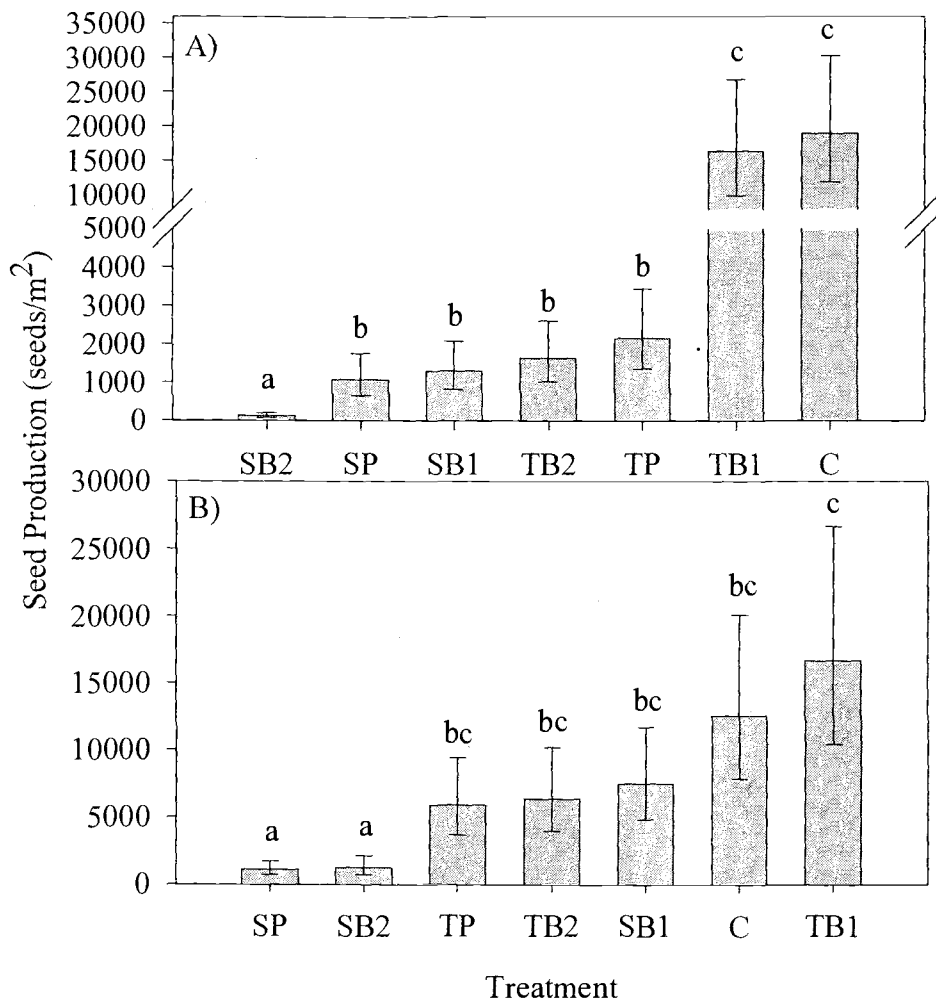 A)
35000
30000
25000
20000
15000
10000
5000
4000
3000
2000
1000
0
a
b
b
b
b
c
c
SB2 SP SB1 TB2 TP TB1 C
Seed Production (seeds/m²)
B)
30000
25000
20000
15000
10000
5000
0
a
a
bc
bc
bc
bc
c
SP SB2 TP TB2 SB1 C TB1
Treatment